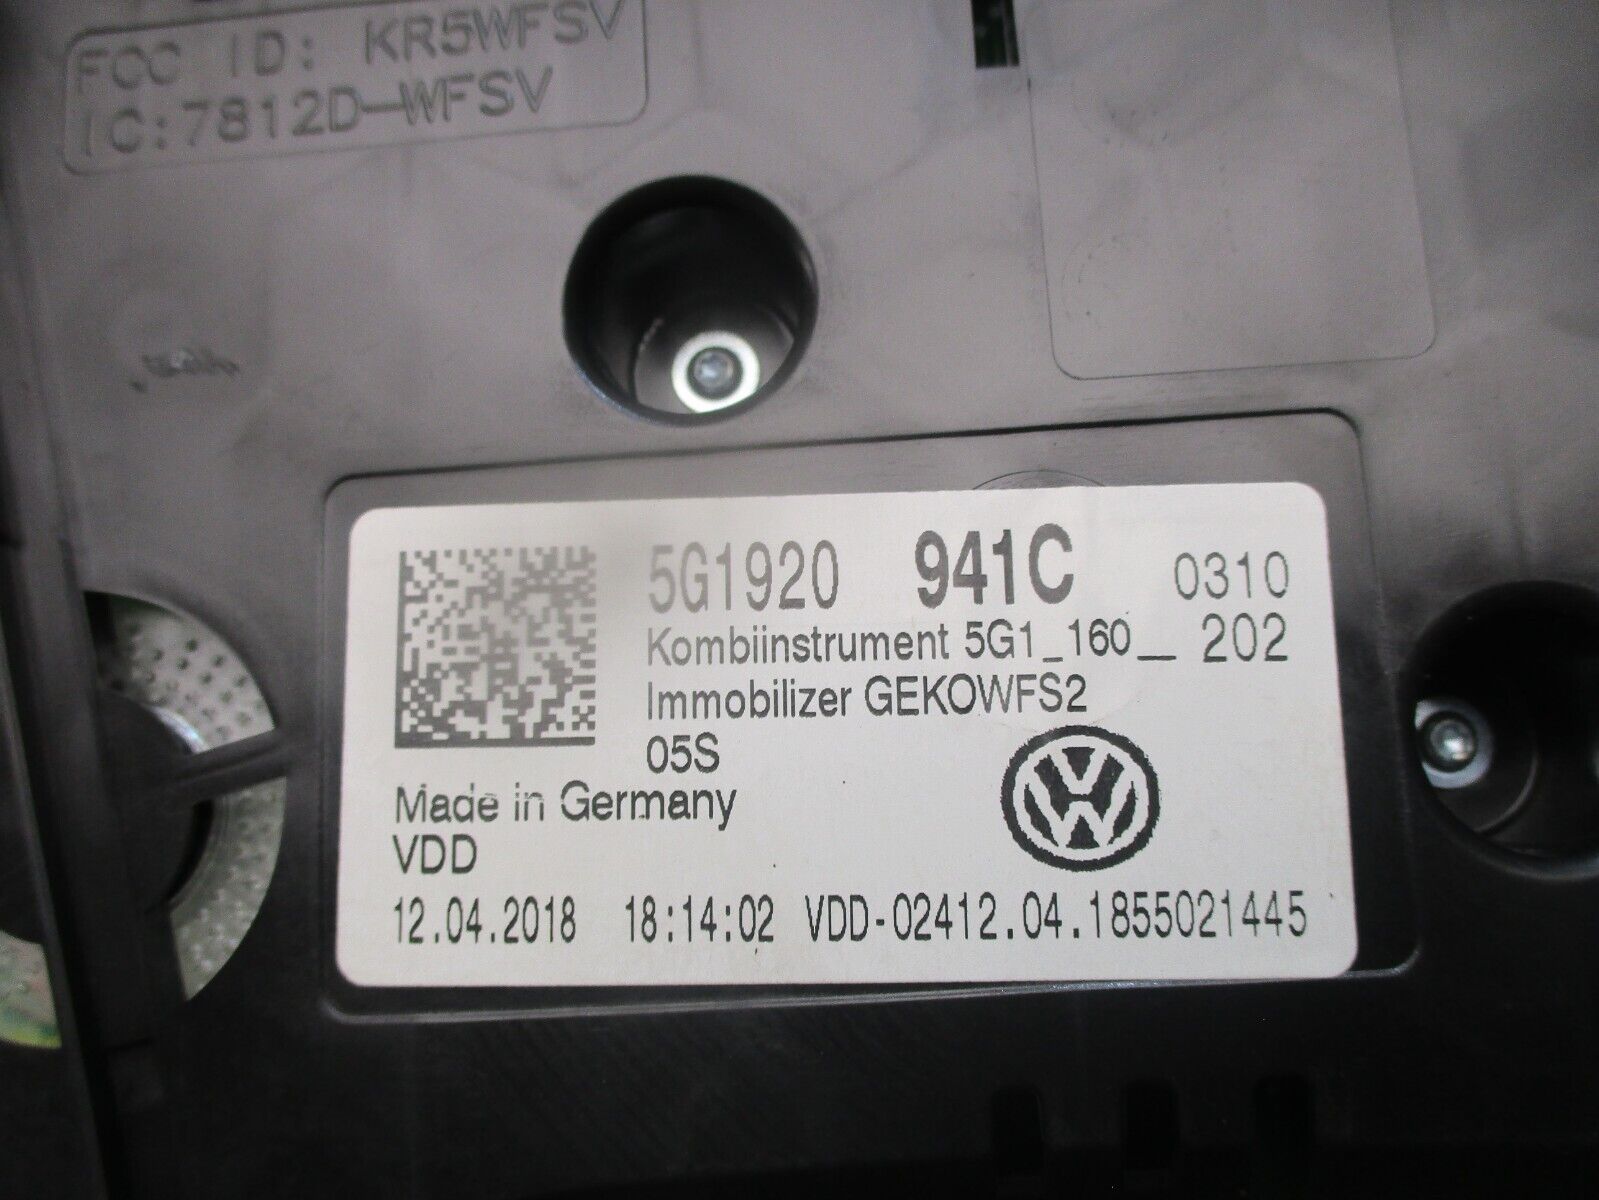 FCC ID: KR5WFSV
IC:7812D-WFSV
5G1920 941C 0310
Kombiinstrument 5G1_160__ 202
Immobilizer GEKOWFS2
05S
Made in Germany
VDD
12.04.2018 18:14:02 VDD-02412.04.1855021445